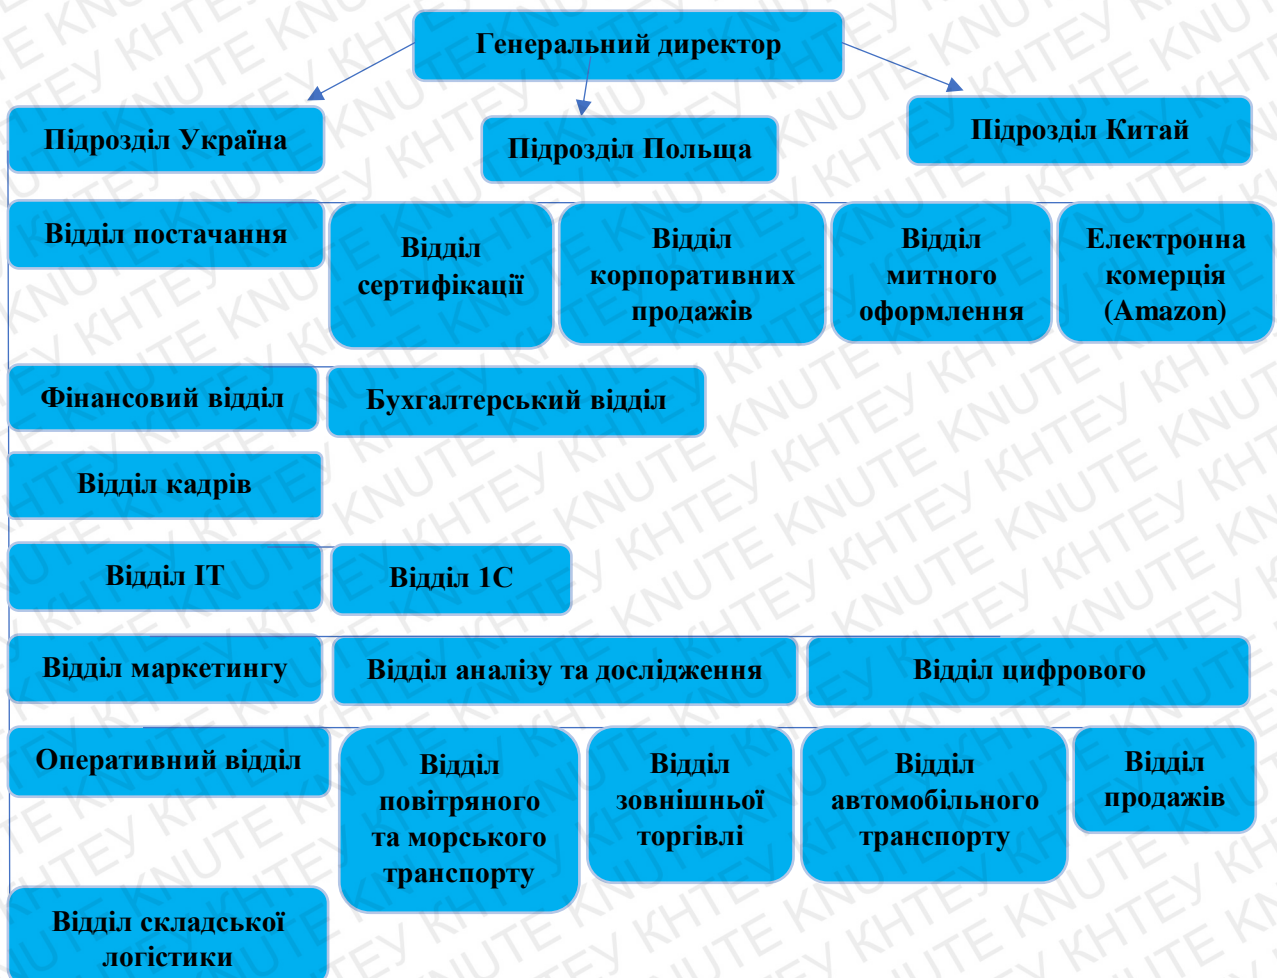 Генеральний директор
Підрозділ Україна
Підрозділ Польща
Підрозділ Китай
Відділ постачання
Відділ
сертифікації
Відділ
корпоративних
продажів
Відділ
митного
оформлення
Електронна
комерція
(Amazon)
Фінансовий відділ
Бухгалтерський відділ
Відділ кадрів
Відділ ІТ
Відділ 1С
Відділ маркетингу
Відділ аналізу та дослідження
Відділ цифрового
Оперативний відділ
Відділ
повітряного
та морського
транспорту
Відділ
зовнішньої
торгівлі
Відділ
автомобільного
транспорту
Відділ
продажів
Відділ складської
логістики